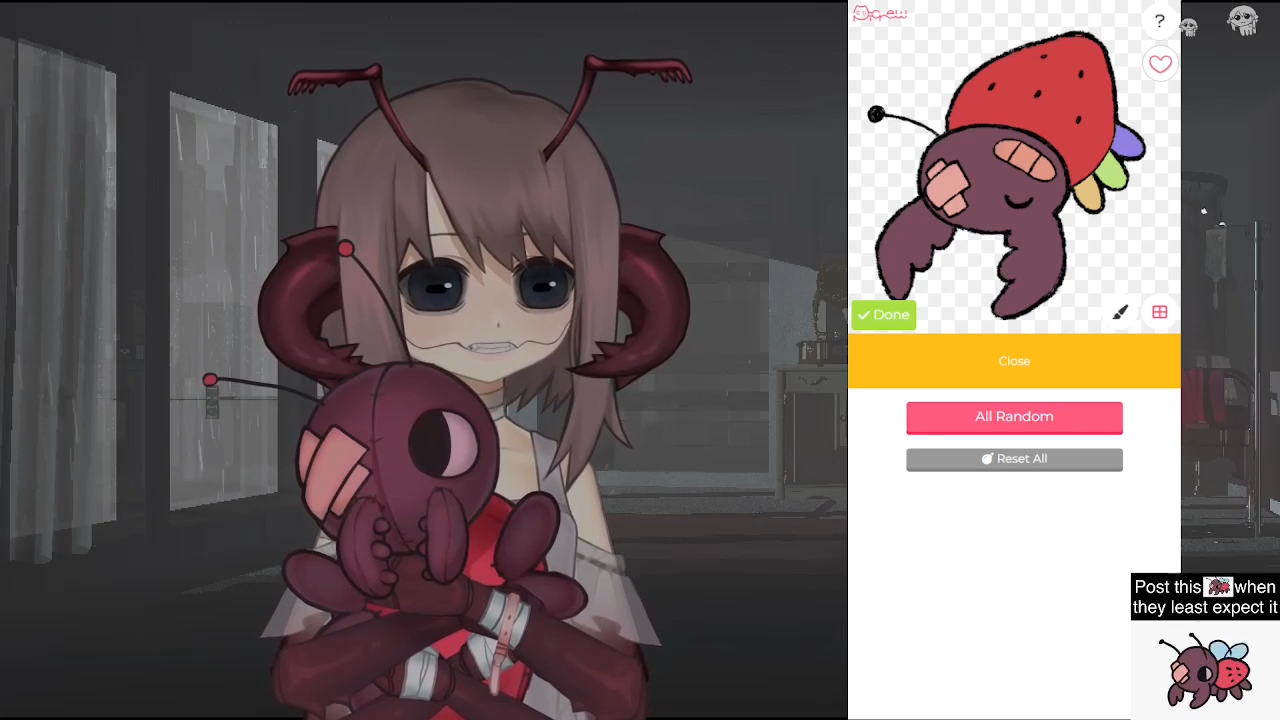 ?
Done
Close
All Random
Reset All
Post this when
they least expect it